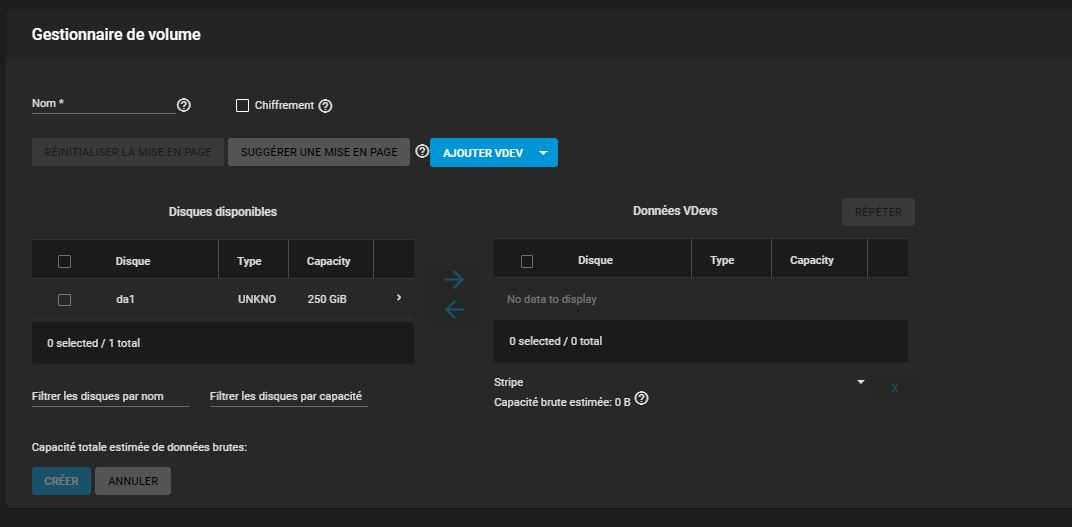 Gestionnaire de volume
Nom *
Chiffrement
RÉINITIALISER LA MISE EN PAGE SUGGÉRER UNE MISE EN PAGE AJOUTER VDEV
Disques disponibles
Disque Type Capacity
da1 UNKNO 250 GiB
0 selected / 1 total
Filtrer les disques par nom Filtrer les disques par capacité
Données VDevs RÉPÉTER
Disque Type Capacity
No data to display
0 selected / 0 total
Stripe X
Capacité brute estimée: 0 B
Capacité totale estimée de données brutes:
CRÉER ANNULER